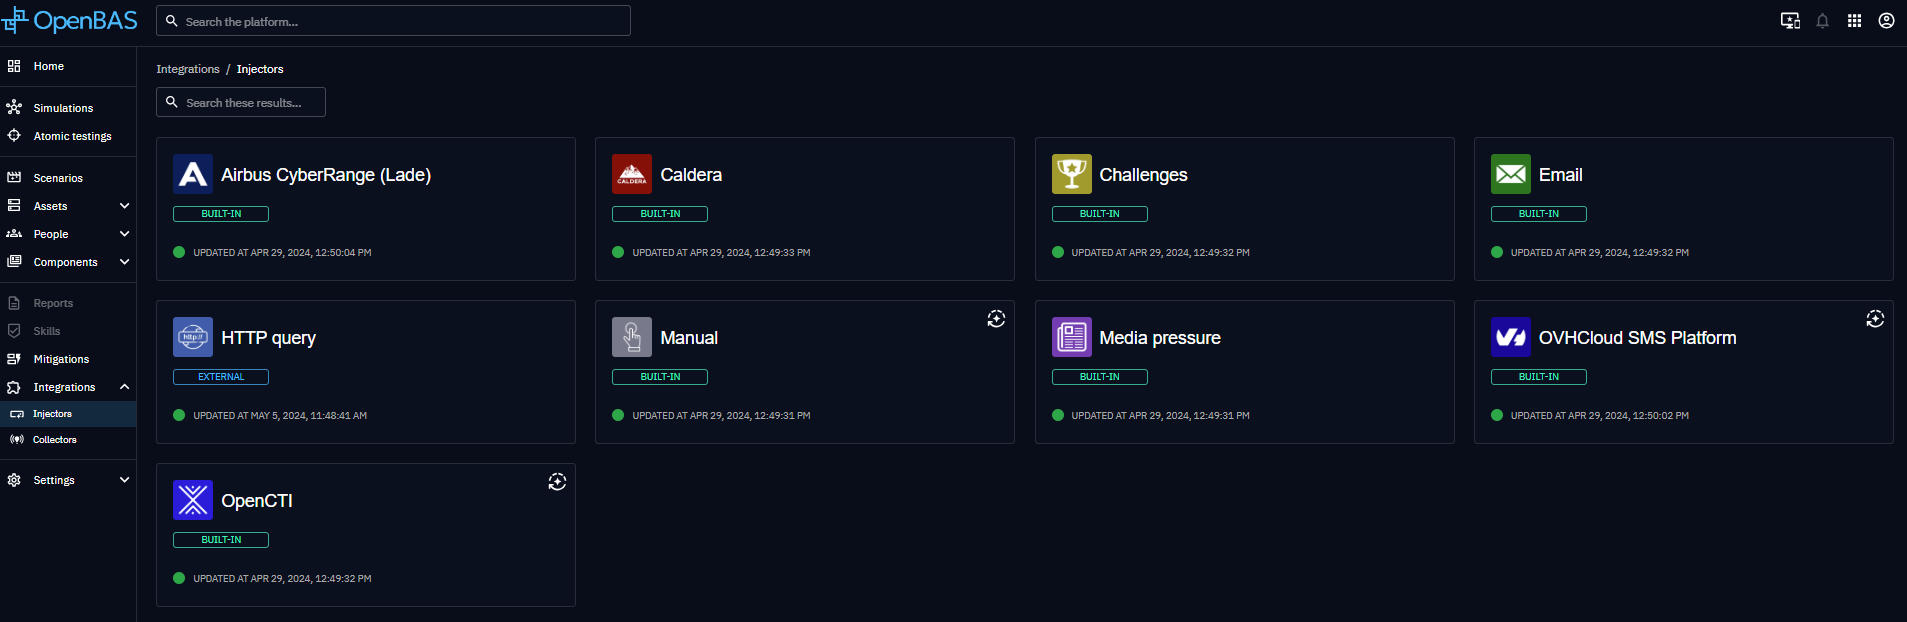 OpenBAS
Search the platform...
Home
Simulations
Atomic testings
Scenarios
Assets
People
Components
Reports
Skills
Mitigations
Integrations
Injectors
Collectors
Settings
Integrations / Injectors
Search these results...
Airbus CyberRange (Lade)
BUILT-IN
UPDATED AT APR 29, 2024, 12:50:04 PM
CALDERA
Caldera
BUILT-IN
UPDATED AT APR 29, 2024, 12:49:33 PM
Challenges
BUILT-IN
UPDATED AT APR 29, 2024, 12:49:32 PM
Email
BUILT-IN
UPDATED AT APR 29, 2024, 12:49:32 PM
http://
HTTP query
EXTERNAL
UPDATED AT MAY 5, 2024, 11:48:41 AM
Manual
BUILT-IN
UPDATED AT APR 29, 2024, 12:49:31 PM
Media pressure
BUILT-IN
UPDATED AT APR 29, 2024, 12:49:31 PM
OVHCloud SMS Platform
BUILT-IN
UPDATED AT APR 29, 2024, 12:50:02 PM
OpenCTI
BUILT-IN
UPDATED AT APR 29, 2024, 12:49:32 PM